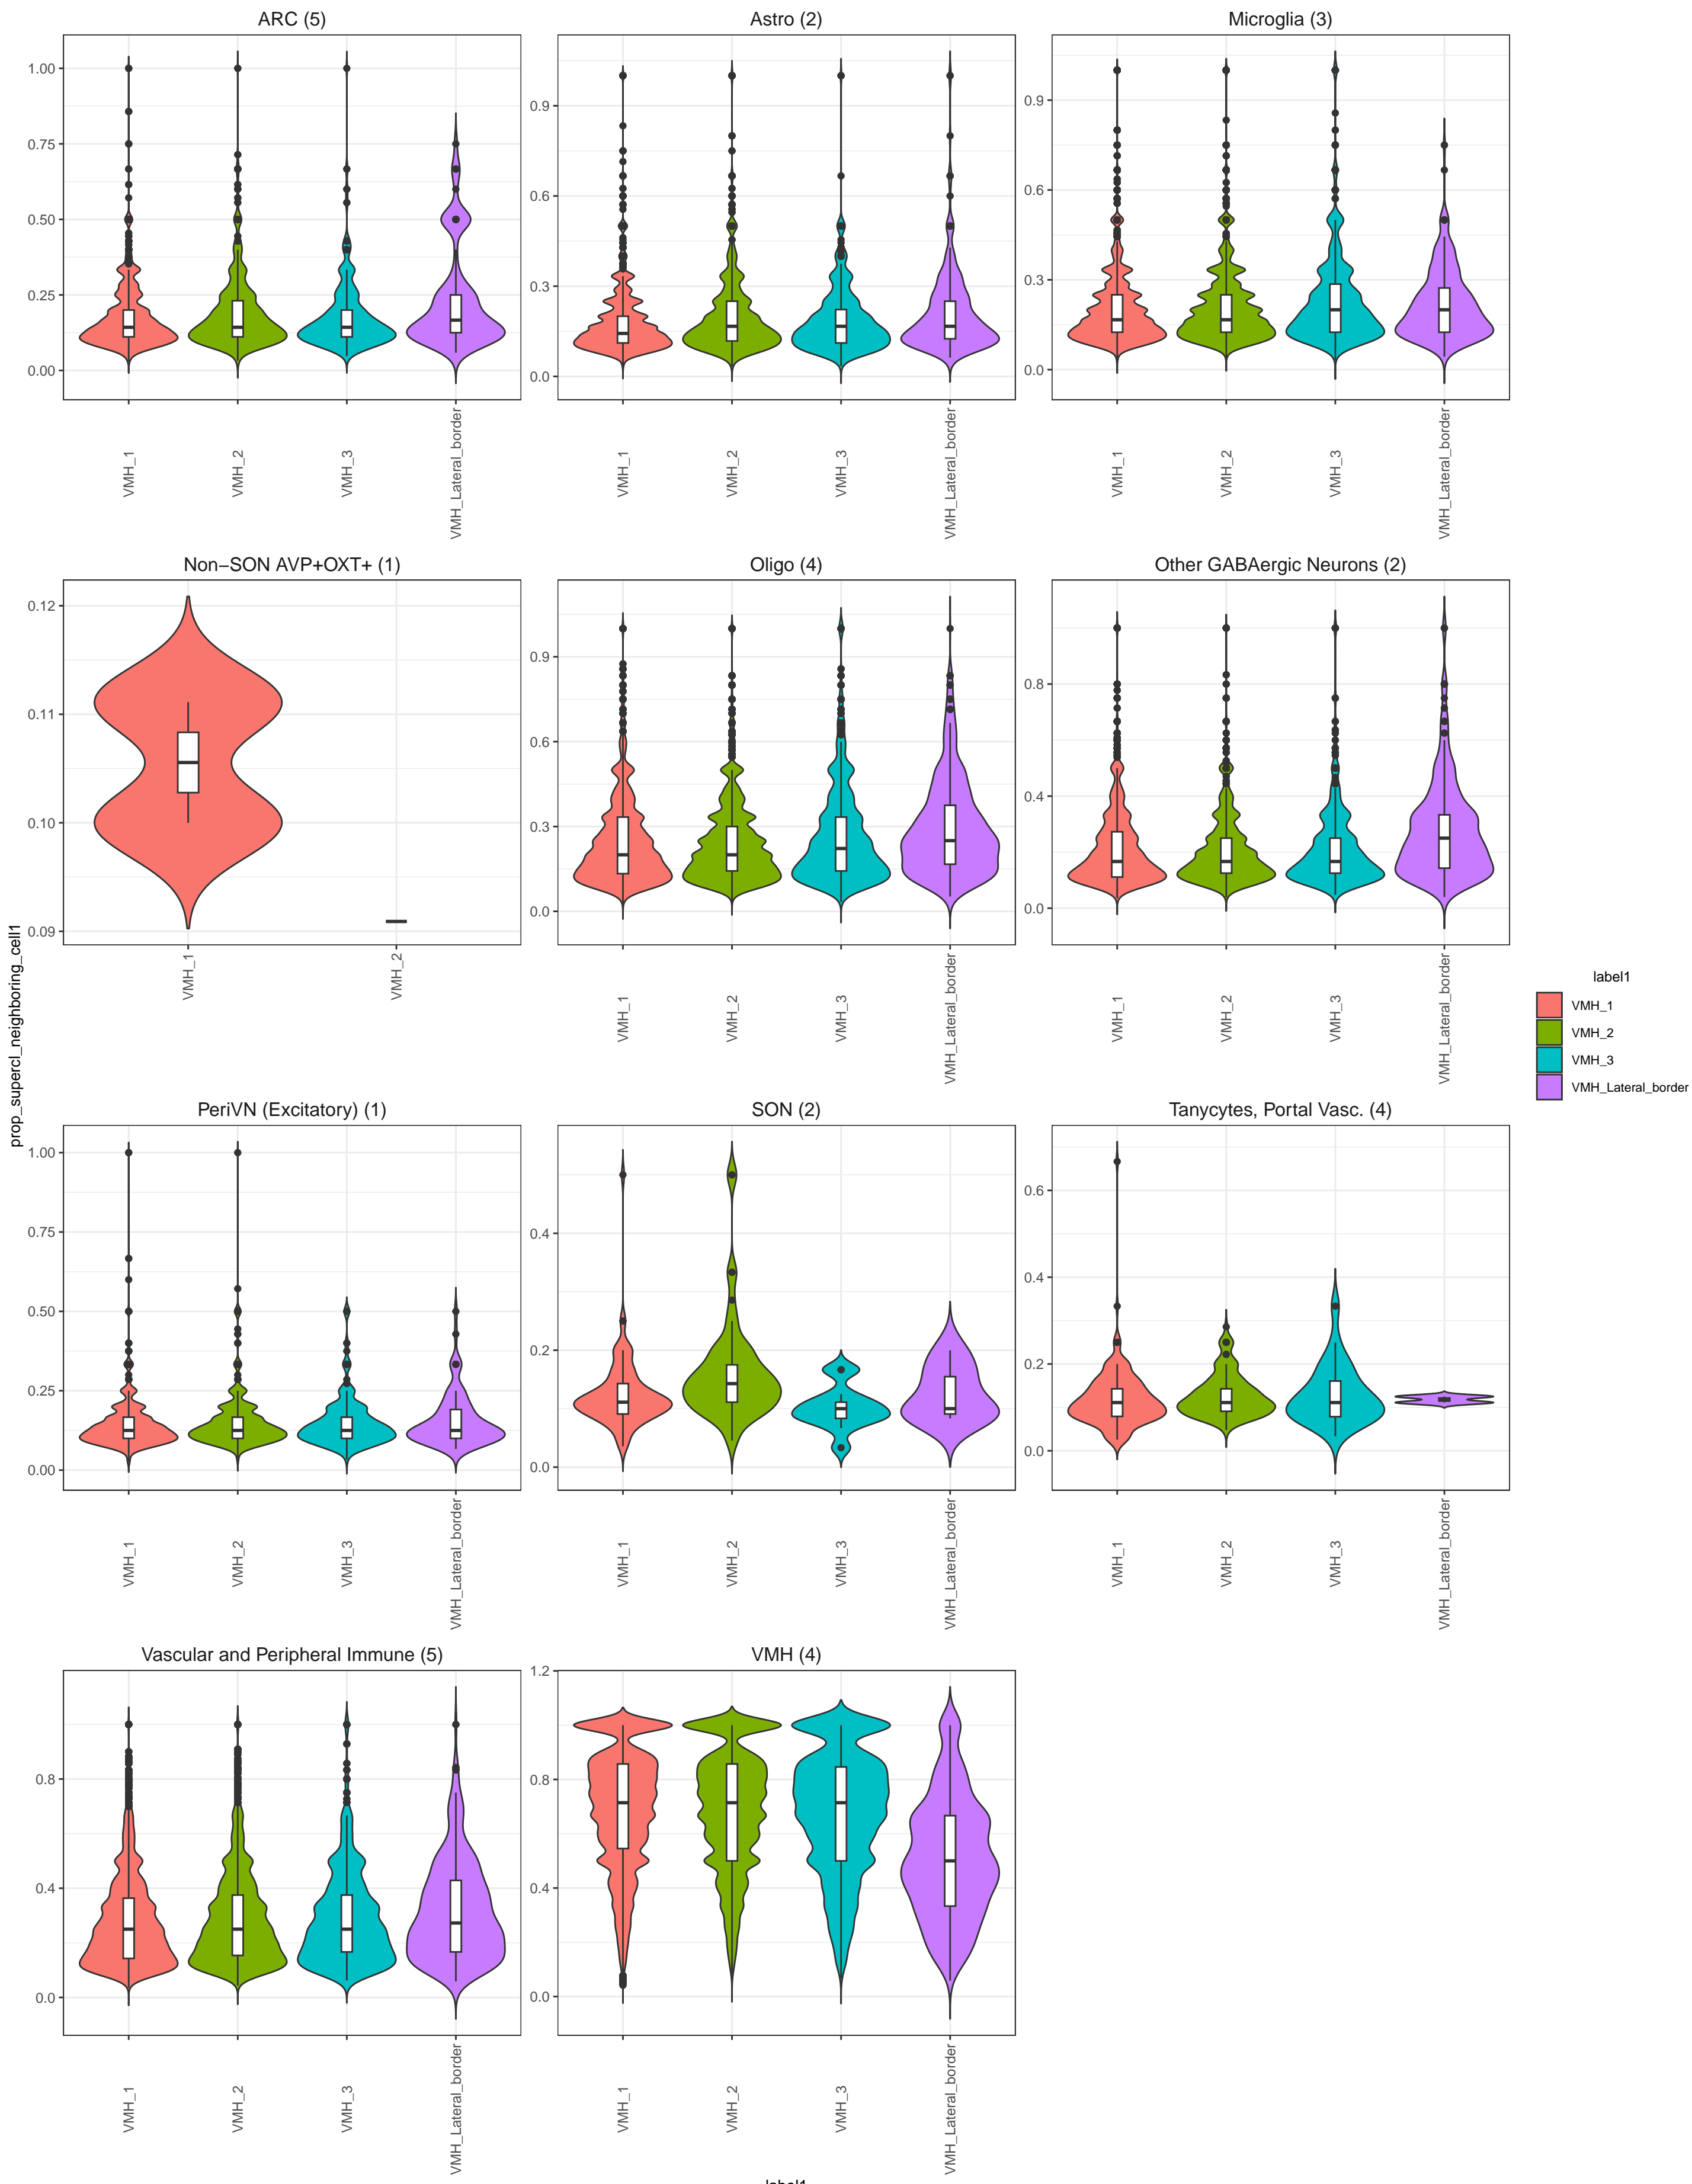 ARC (5)
Astro (2)
Microglia (3)
1.00
0.75
0.50
0.25
0.00
0.9
0.6
0.3
0.0
0.9
0.6
0.3
0.0
VMH_1
VMH_2
VMH_3
VMH_Lateral_border
VMH_1
VMH_2
VMH_3
VMH_Lateral_border
VMH_1
VMH_2
VMH_3
VMH_Lateral_border
Non−SON AVP+OXT+ (1)
Oligo (4)
Other GABAergic Neurons (2)
0.12
0.11
0.10
0.09
0.9
0.6
0.3
0.0
0.8
0.4
0.0
VMH_1
VMH_2
VMH_1
VMH_2
VMH_3
VMH_Lateral_border
VMH_1
VMH_2
VMH_3
VMH_Lateral_border
prop_supercl_neighboring_cell1
label1
VMH_1
VMH_2
VMH_3
VMH_Lateral_border
PeriVN (Excitatory) (1)
SON (2)
Tanycytes, Portal Vasc. (4)
1.00
0.75
0.50
0.25
0.00
0.4
0.2
0.0
0.6
0.4
0.2
0.0
VMH_1
VMH_2
VMH_3
VMH_Lateral_border
VMH_1
VMH_2
VMH_3
VMH_Lateral_border
VMH_1
VMH_2
VMH_3
VMH_Lateral_border
Vascular and Peripheral Immune (5)
VMH (4)
0.8
0.4
0.0
1.2
0.8
0.4
0.0
VMH_1
VMH_2
VMH_3
VMH_Lateral_border
VMH_1
VMH_2
VMH_3
VMH_Lateral_border
label1